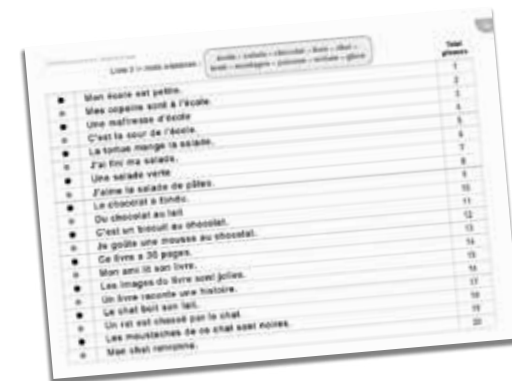 école – salade – chocolat – livre – chat –
Total
Mon école est petite. 1
Mes copains sont à l'école. 2
Une maîtresse d'école 3
C'est la cour de l'école. 4
La tortue mange la salade. 5
J'ai fini ma salade. 6
Une salade verte 7
J'aime la salade de pâtes. 8
Le chocolat a fondu. 9
Du chocolat au lait 10
C'est un biscuit au chocolat. 11
Je goûte une mousse au chocolat. 12
Ce livre a 30 pages. 13
Mon ami lit son livre. 14
Les images du livre sont jolies. 15
Un livre raconte une histoire. 16
Le chat boit son lait. 17
Un rat est chassé par le chat. 18
Les moustaches de ce chat sont noires. 19
Mon chat ronronne. 20